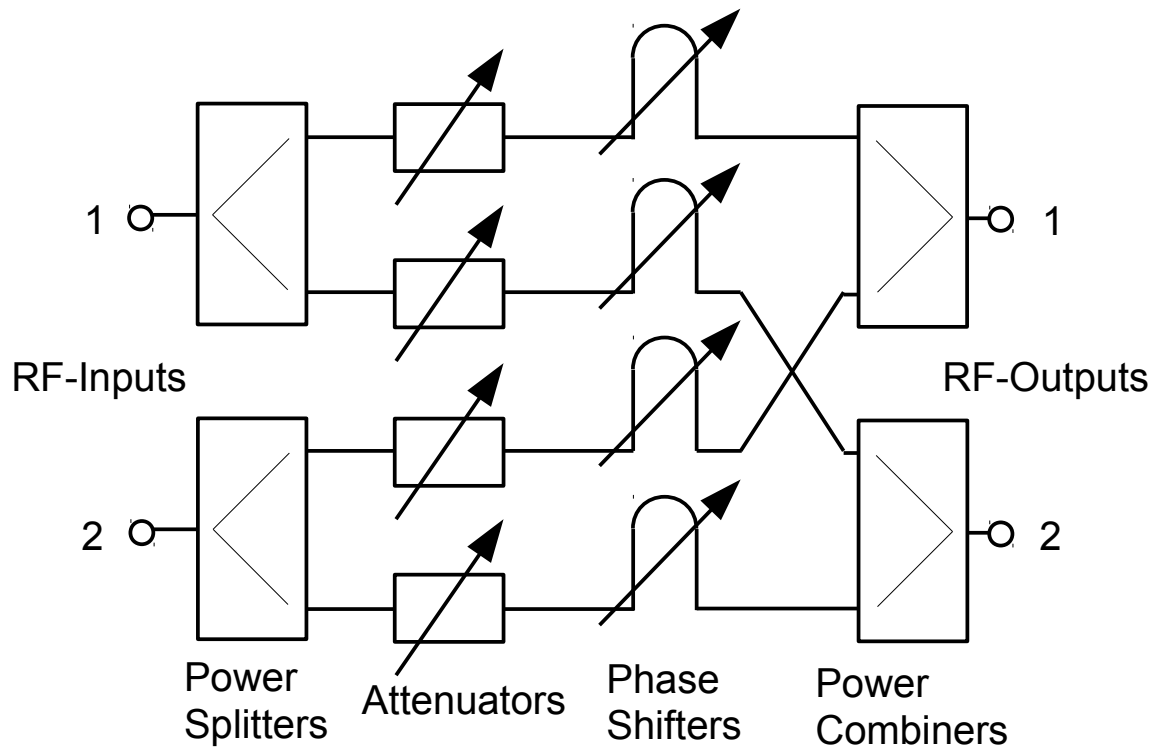 1
1
RF-Inputs
RF-Outputs
2
2
Power
Splitters
Attenuators
Phase
Shifters
Power
Combiners